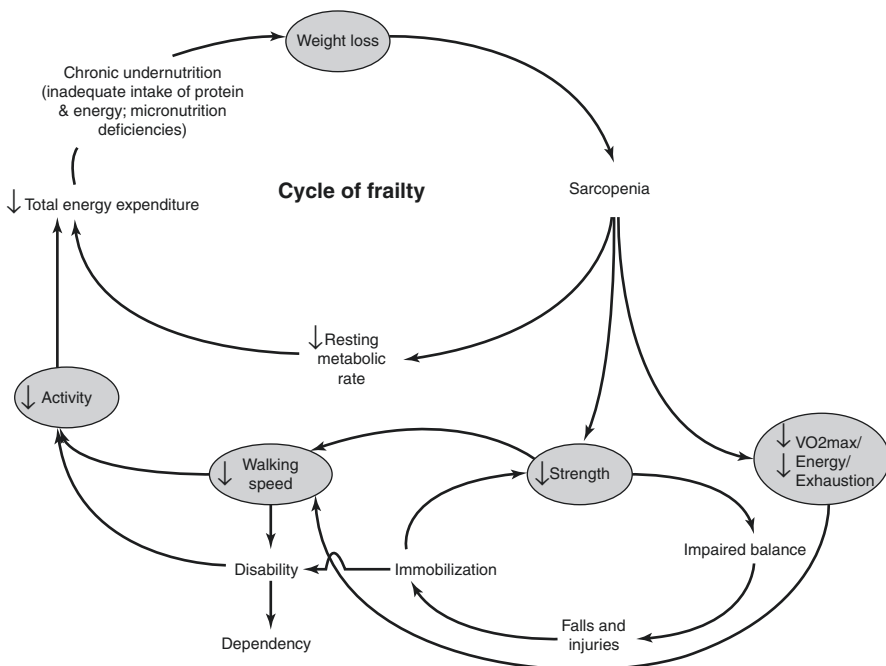 Weight loss
Chronic undernutrition
(inadequate intake of protein
& energy; micronutrition
deficiencies)
Cycle of frailty
Sarcopenia
↓ Total energy expenditure
↓ Resting
metabolic
rate
↓ Activity
↓ Walking
speed
↓ Strength
↓ VO2max/
↓ Energy/
Exhaustion
Impaired balance
Disability
Immobilization
Falls and
injuries
Dependency